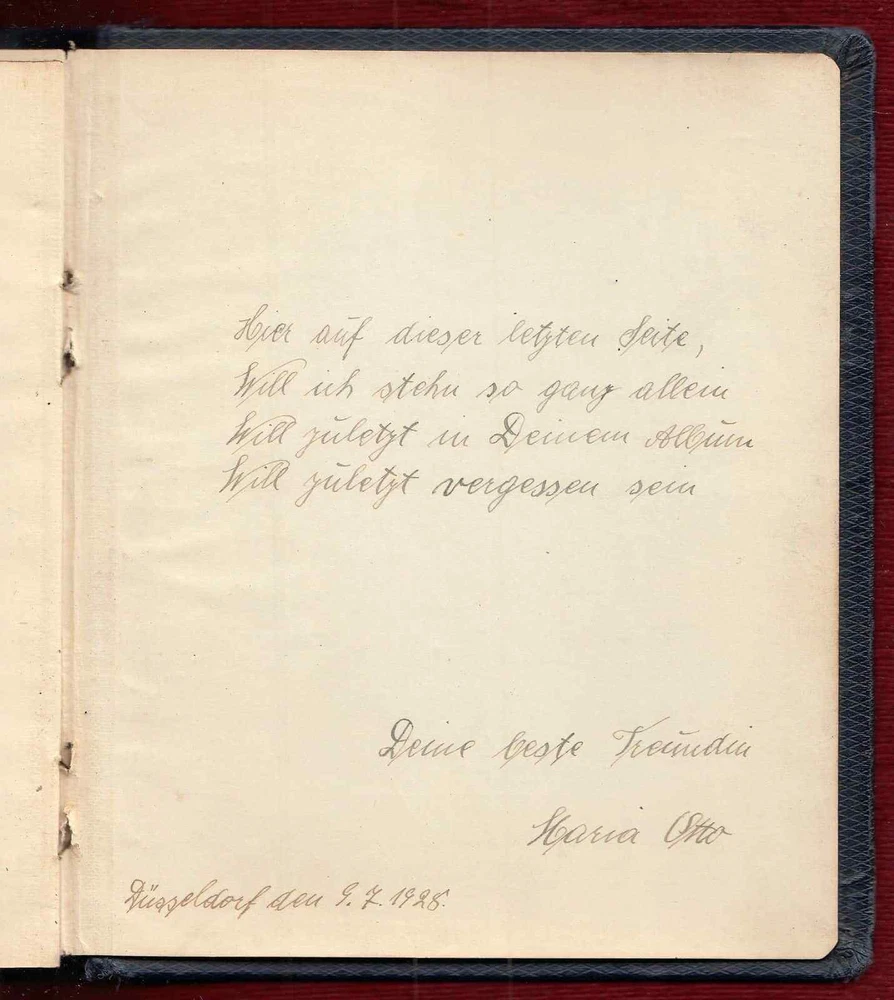 Hier auf dieser letzten Seite,
Will ich stehn so ganz allein
Will zuletzt in Deinem Album
Will zuletzt vergessen sein
Deine beste Freundin
Maria Otto
Düsseldorf den 9. 7. 1928.